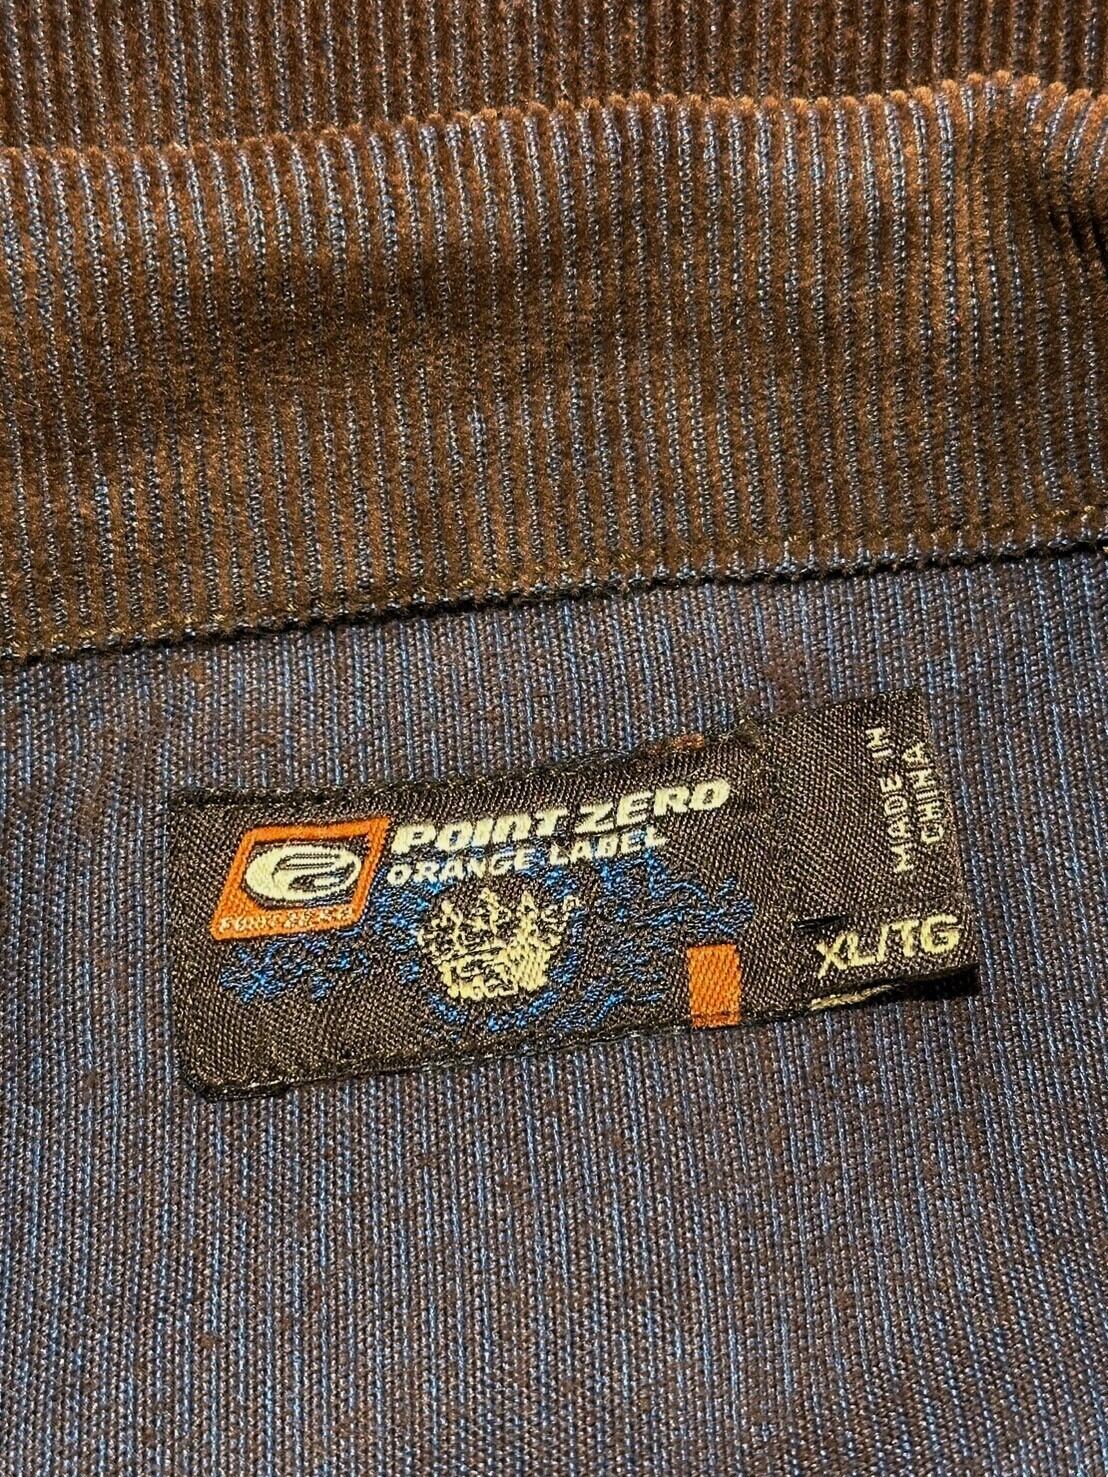 POINT ZERO
ORANGE LABEL
MADE IN
CHINA
XL/TG